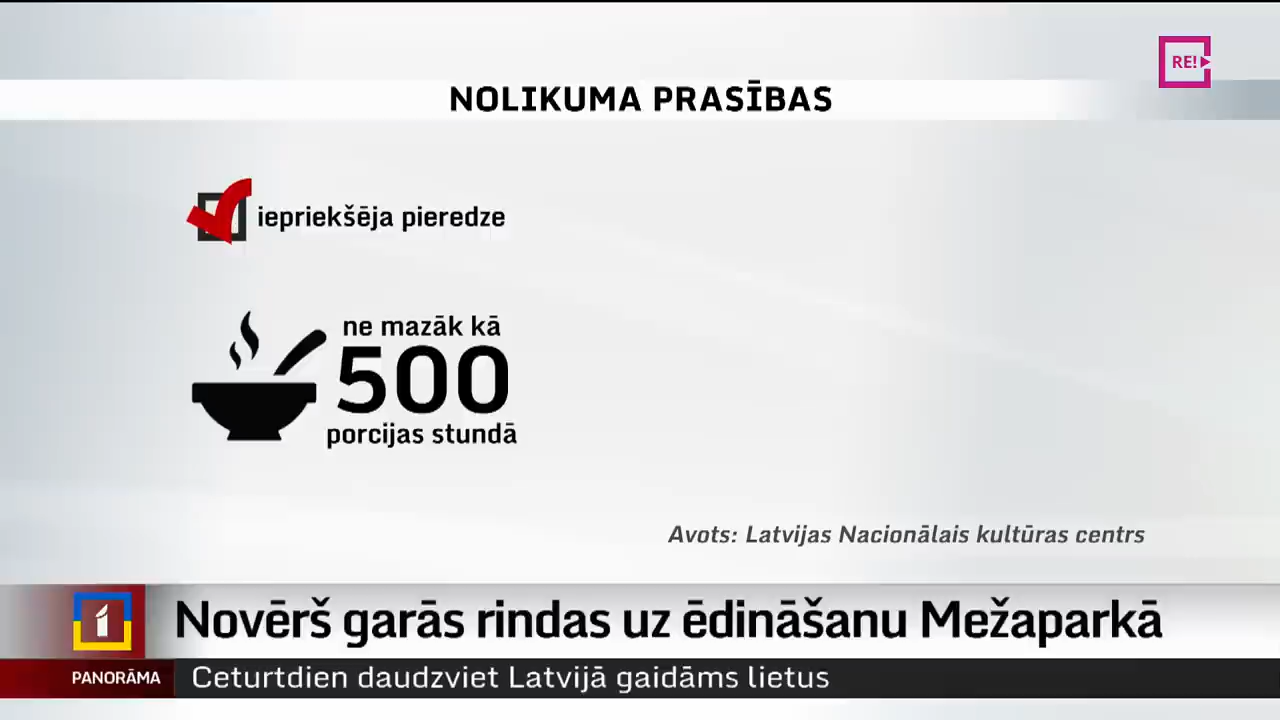 RE!
NOLIKUMA PRASĪBAS
iepriekšēja pieredze
ne mazāk kā
500
porcijas stundā
Avots: Latvijas Nacionālais kultūras centrs
1
Novērš garās rindas uz ēdināšanu Mežaparkā
PANORĀMA
Ceturtdien daudzviet Latvijā gaidāms lietus